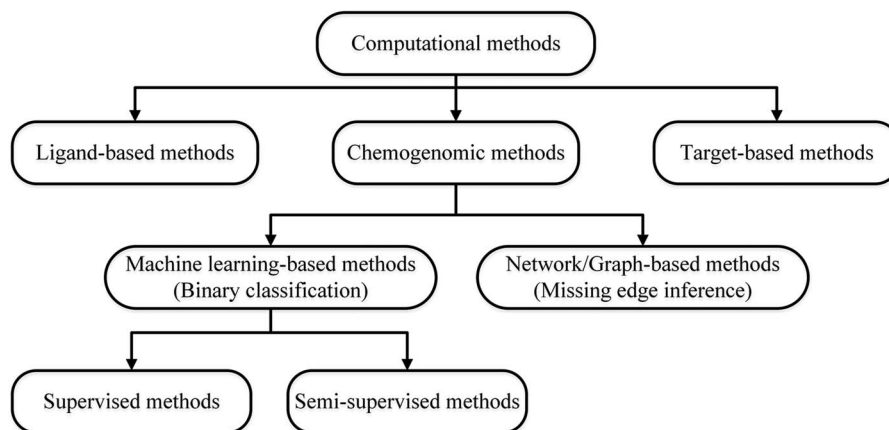 Computational methods
Ligand-based methods
Chemogenomic methods
Target-based methods
Machine learning-based methods
(Binary classification)
Network/Graph-based methods
(Missing edge inference)
Supervised methods
Semi-supervised methods